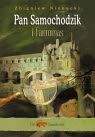 Zbigniew Nienacki
Pan Samochodzik
i Fantomas